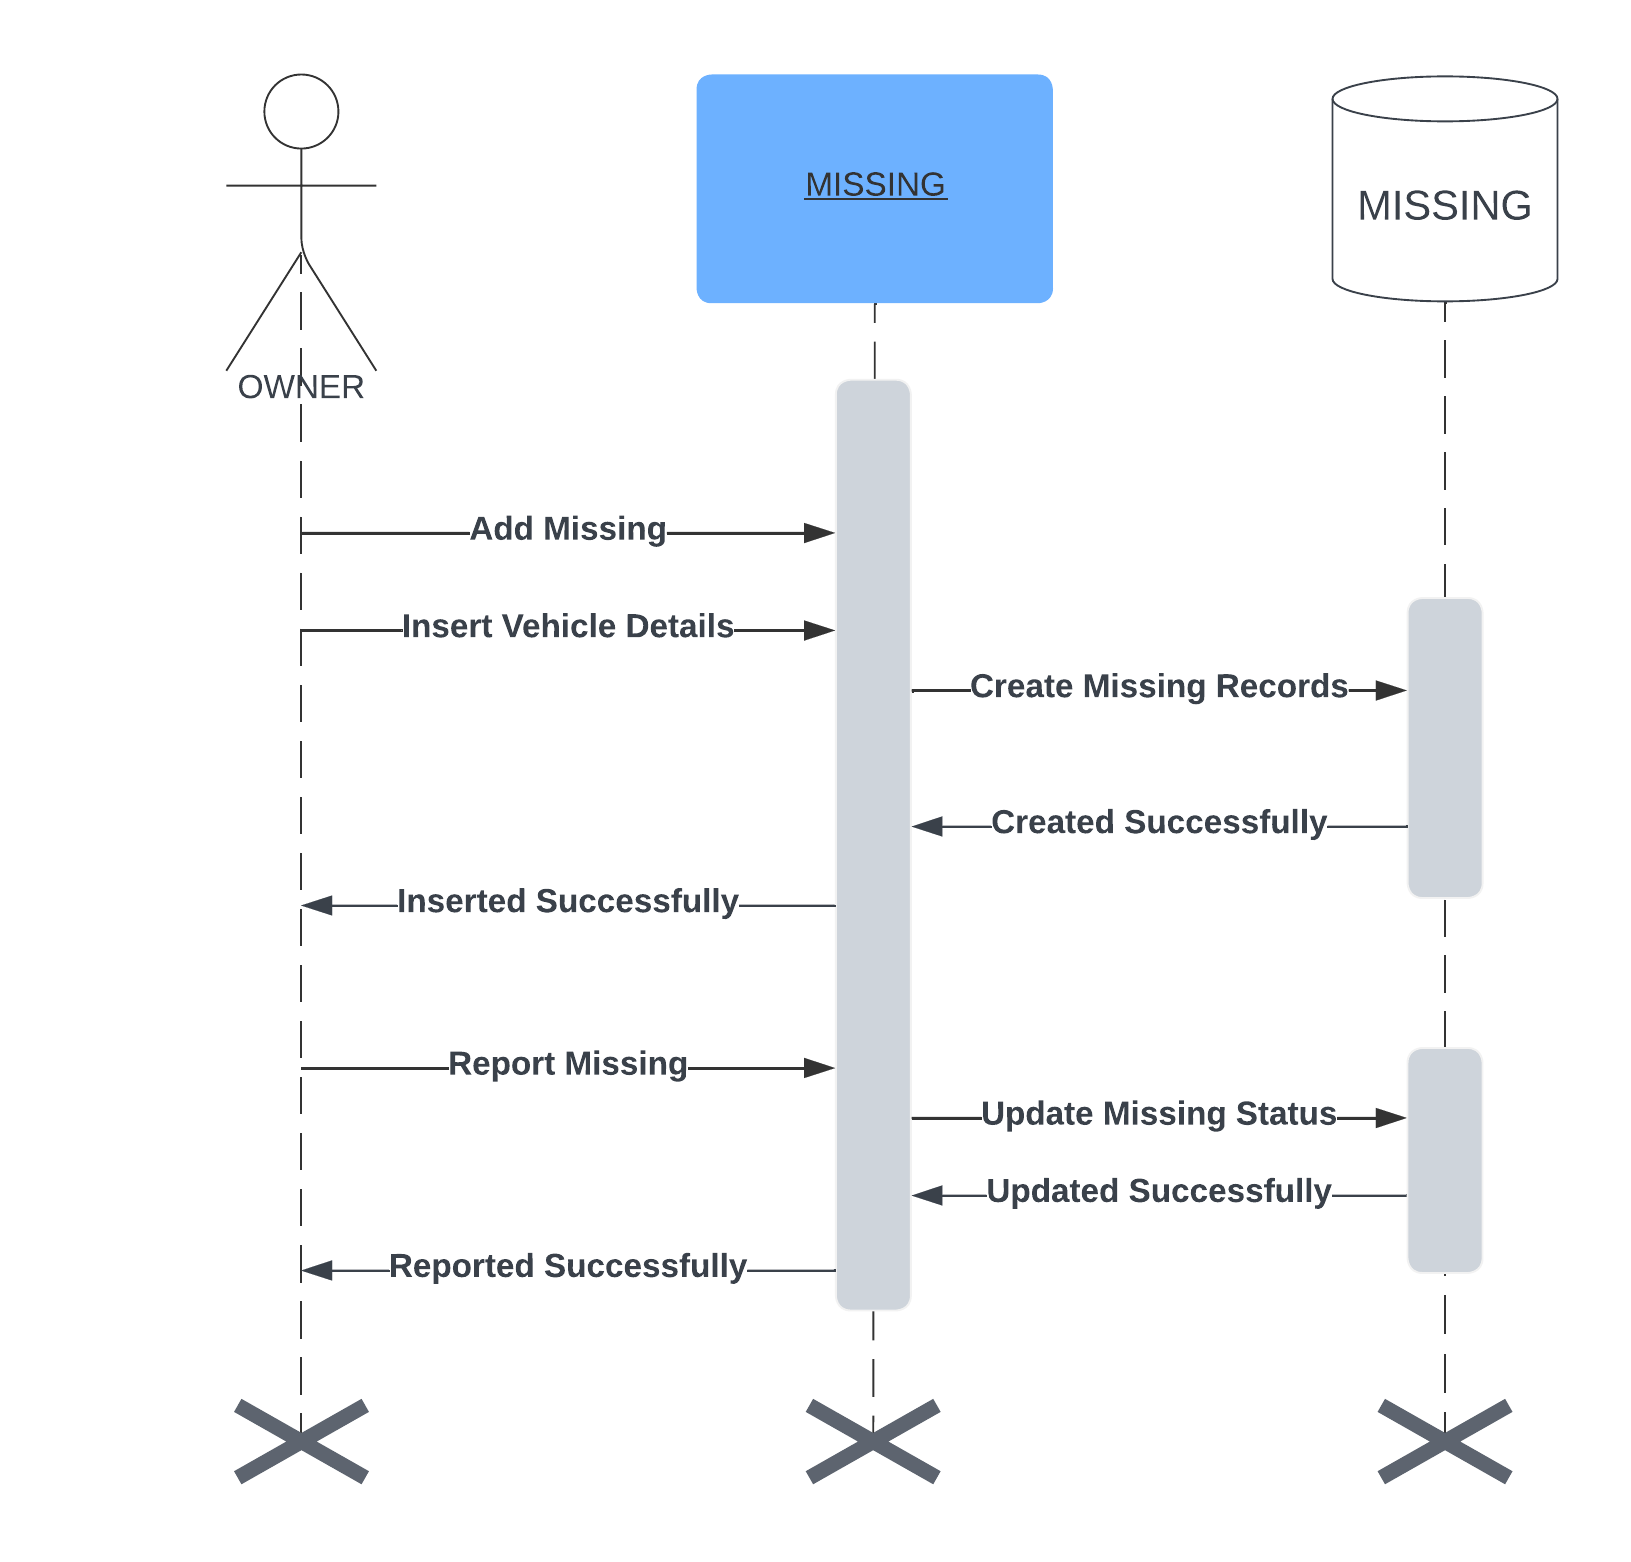 MISSING
MISSING
OWNER
Add Missing
Insert Vehicle Details
Create Missing Records
Created Successfully
Inserted Successfully
Report Missing
Update Missing Status
Updated Successfully
Reported Successfully